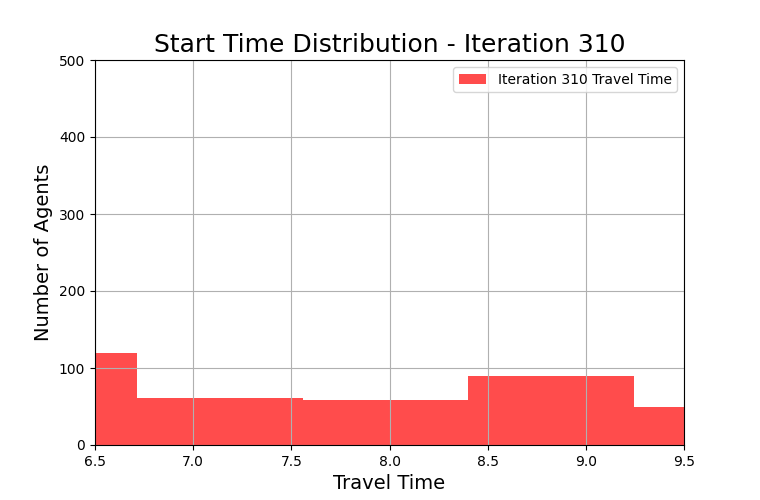 Start Time Distribution - Iteration 310
500
Iteration 310 Travel Time
400
300
200
100
0
Number of Agents
6.5 7.0 7.5 8.0 8.5 9.0 9.5
Travel Time